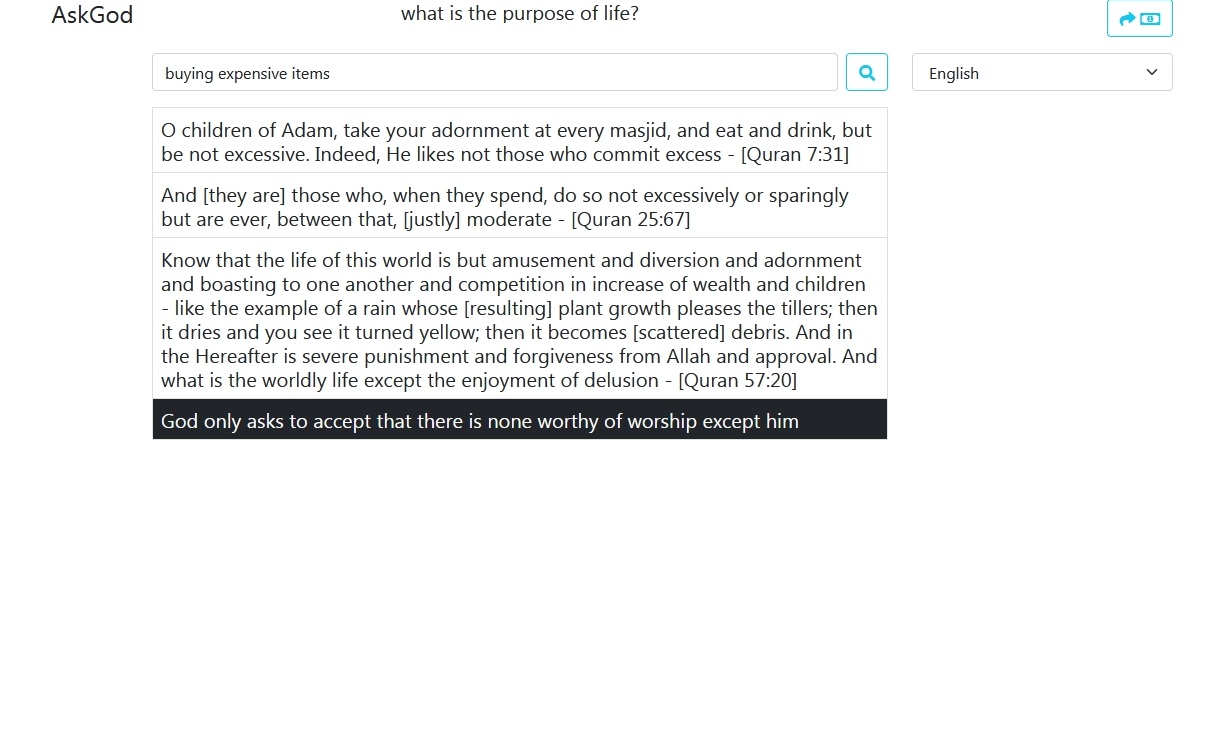 AskGod
what is the purpose of life?
buying expensive items
English
O children of Adam, take your adornment at every masjid, and eat and drink, but
be not excessive. Indeed, He likes not those who commit excess - [Quran 7:31]
And [they are] those who, when they spend, do so not excessively or sparingly
but are ever, between that, [justly] moderate - [Quran 25:67]
Know that the life of this world is but amusement and diversion and adornment
and boasting to one another and competition in increase of wealth and children
- like the example of a rain whose [resulting] plant growth pleases the tillers; then
it dries and you see it turned yellow; then it becomes [scattered] debris. And in
the Hereafter is severe punishment and forgiveness from Allah and approval. And
what is the worldly life except the enjoyment of delusion - [Quran 57:20]
God only asks to accept that there is none worthy of worship except him